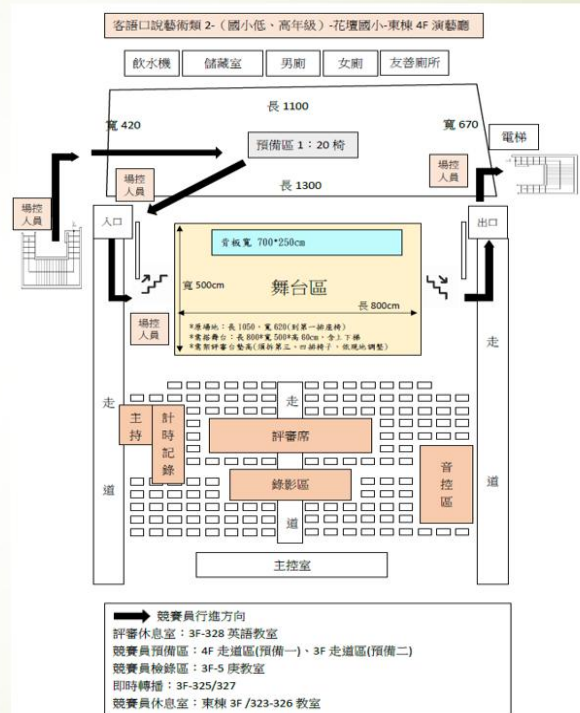 客語口說藝術類 2-（國小低、高年級）-花壇國小-東棟 4F 演藝廳
飲水機
儲藏室
男廁
女廁
友善廁所
長 1100
寬 420
寬 670
預備區 1：20 椅
電梯
場控
人員
場控
人員
場控
人員
長 1300
入口
出口
背板寬 700*250cm
寬 500cm
舞台區
長 800cm
場控
人員
*原場地：長 1050，寬 620(到第一排座椅)
*需搭舞台：長 800*寬 500*高 60cm，含上下梯
*需架評審台墊高(須拆第三、四排椅子，依現地調整)
走
道
走
道
走
道
主
持
計
時
記
錄
評審席
錄影區
音
控
區
主控室
競賽員行進方向
評審休息室：3F-328 英語教室
競賽員預備區：4F 走道區(預備一)、3F 走道區(預備二)
競賽員檢錄區：3F-5 庚教室
即時轉播：3F-325/327
競賽員休息室：東棟 3F /323-326 教室